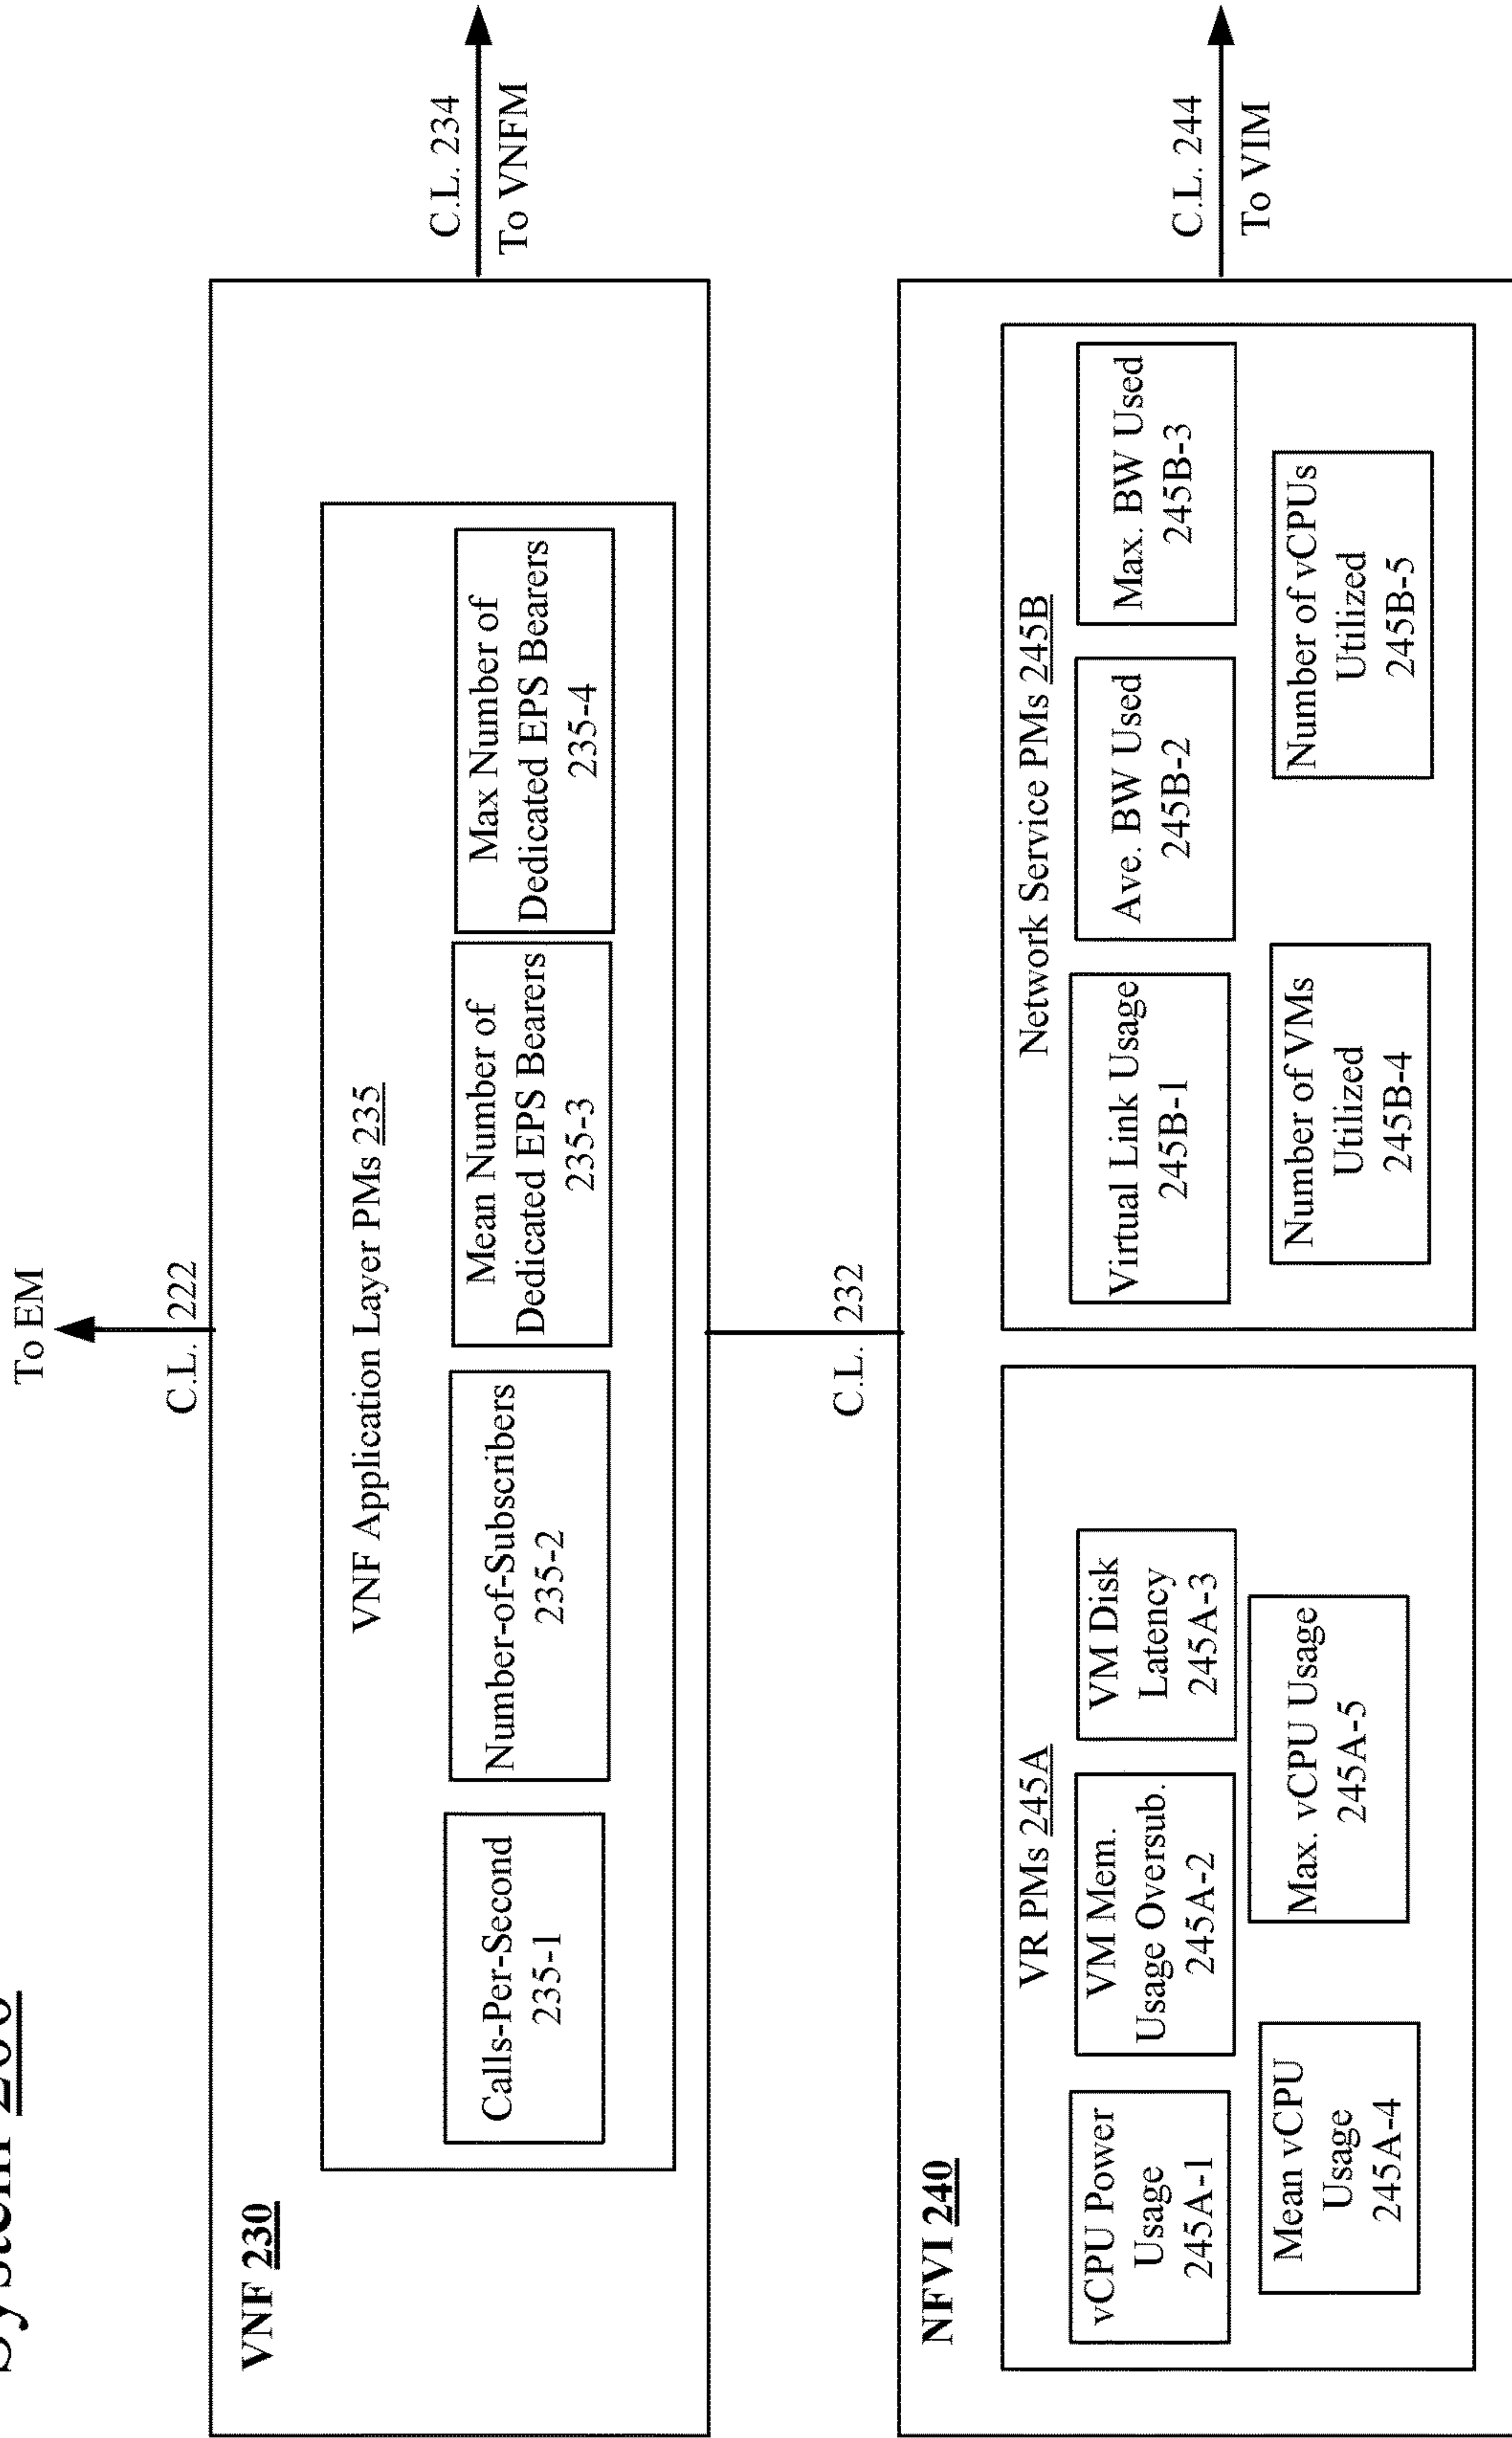 System 200
To EM
C.L. 222
VNF 230
VNF Application Layer PMs 235
Calls-Per-Second
235-1
Number-of-Subscribers
235-2
Mean Number of
Dedicated EPS Bearers
235-3
Max Number of
Dedicated EPS Bearers
235-4
C.L. 234
To VNFM
C.L. 232
NFVI 240
VR PMs 245A
vCPU Power
Usage
245A-1
VM Mem.
Usage Oversub.
245A-2
VM Disk
Latency
245A-3
Mean vCPU
Usage
245A-4
Max. vCPU Usage
245A-5
Network Service PMs 245B
Virtual Link Usage
245B-1
Ave. BW Used
245B-2
Max. BW Used
245B-3
Number of VMs
Utilized
245B-4
Number of vCPUs
Utilized
245B-5
C.L. 244
To VIM